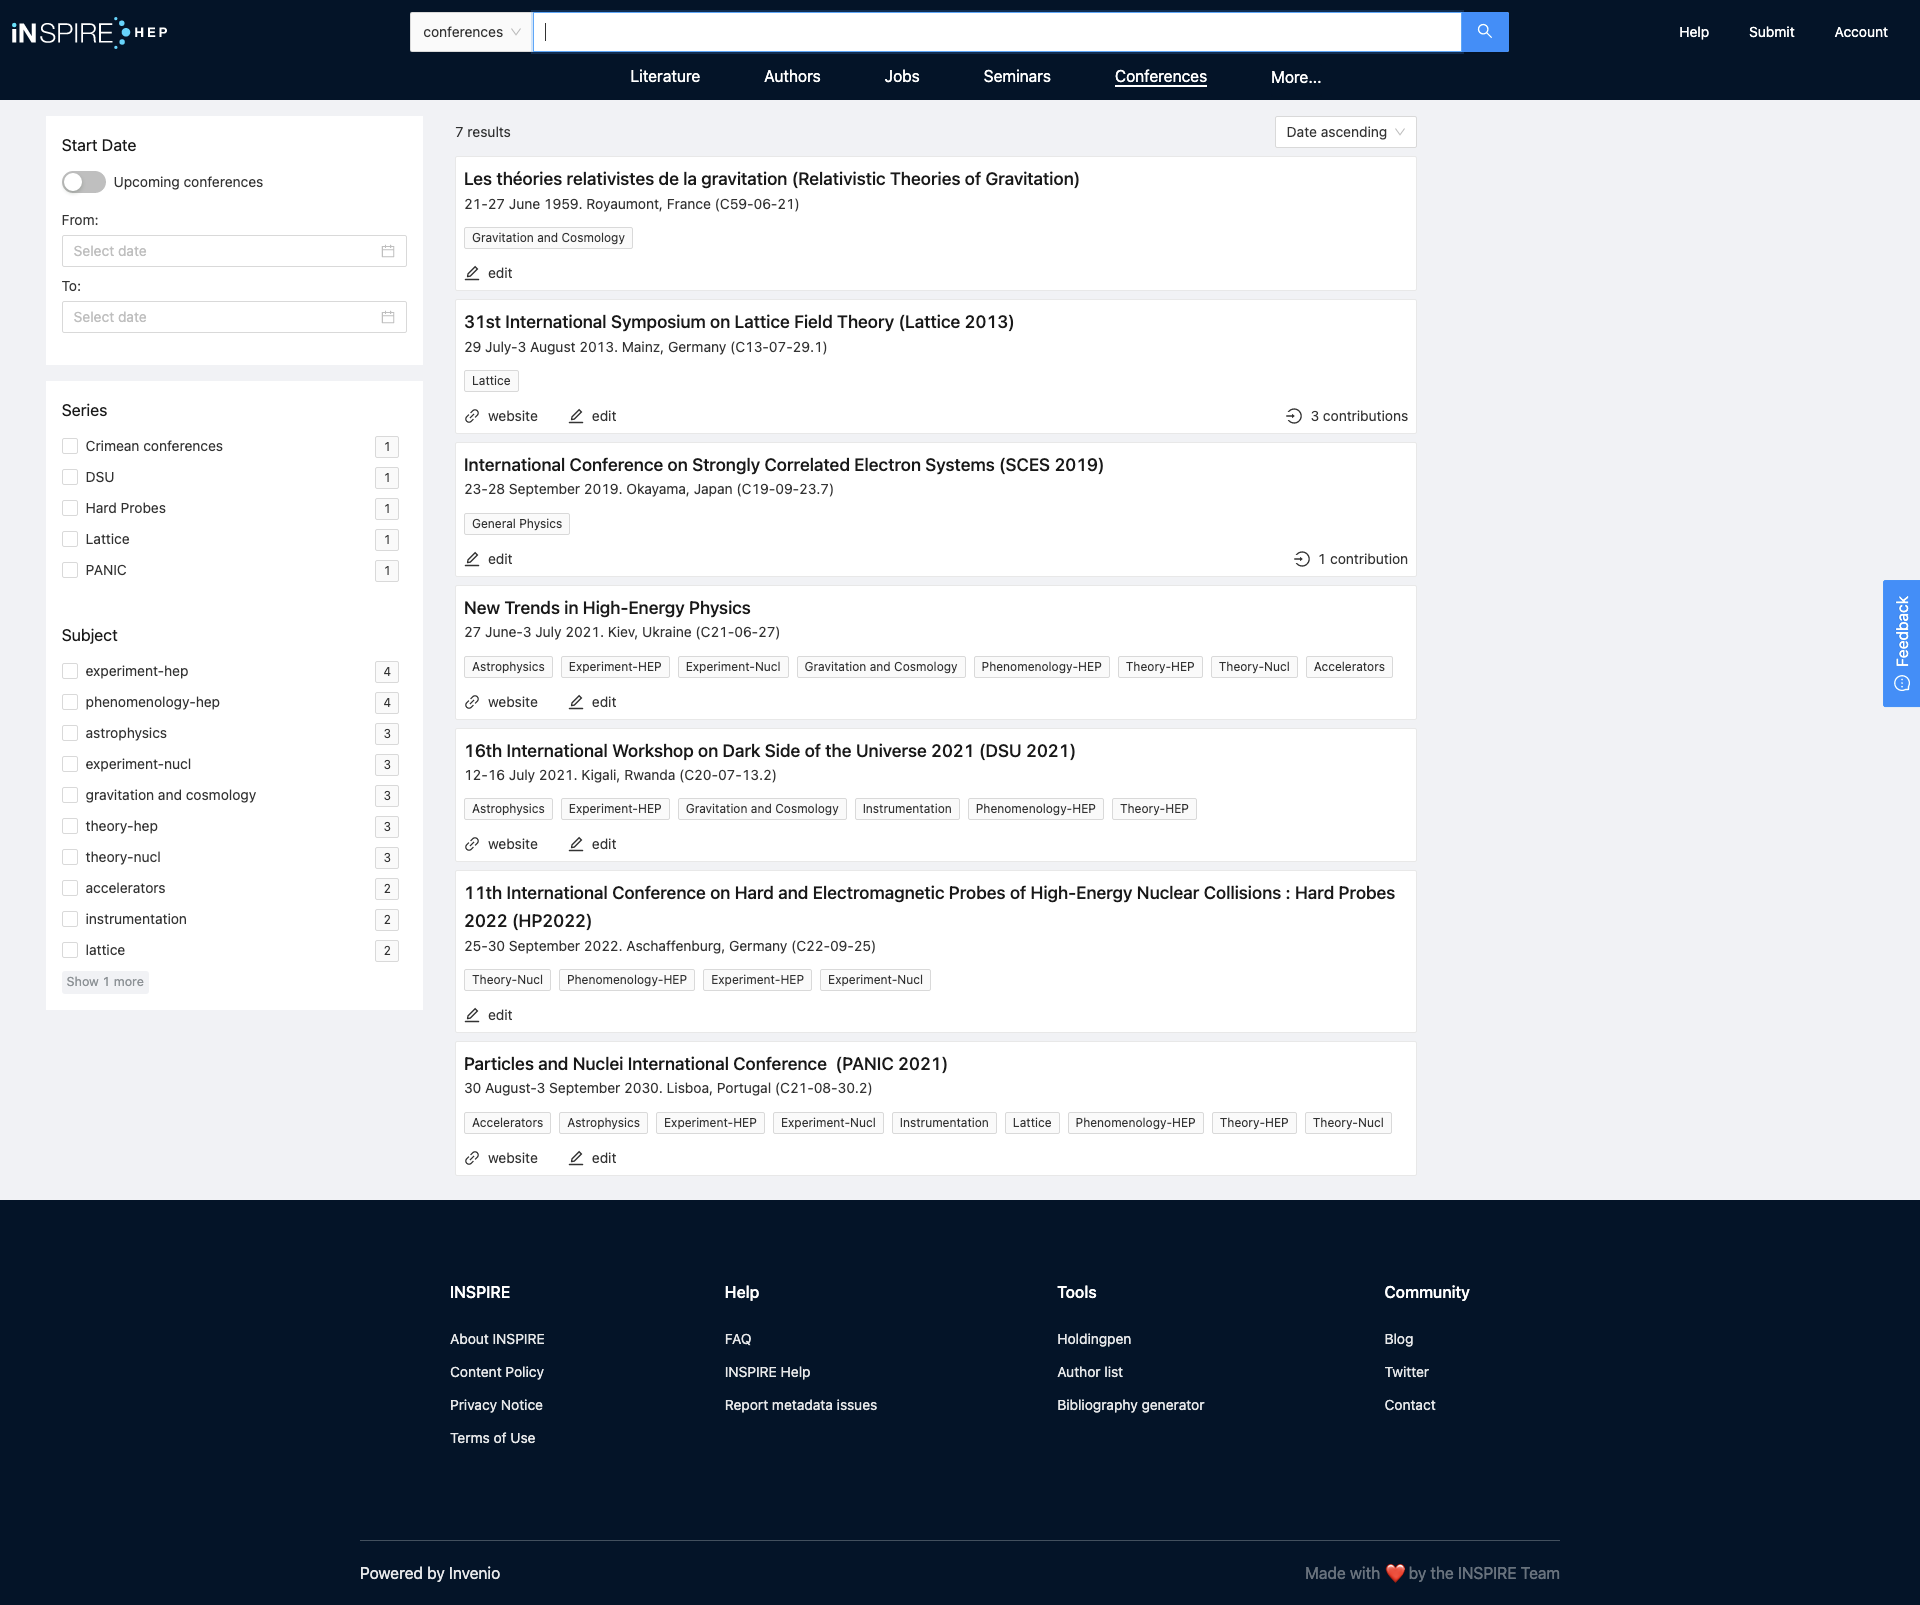 iNSPIRE HEP
conferences
Help
Submit
Account
Literature
Authors
Jobs
Seminars
Conferences
More...
Start Date
Upcoming conferences
From:
Select date
To:
Select date
Series
Crimean conferences 1
DSU 1
Hard Probes 1
Lattice 1
PANIC 1
Subject
experiment-hep 4
phenomenology-hep 4
astrophysics 3
experiment-nucl 3
gravitation and cosmology 3
theory-hep 3
theory-nucl 3
accelerators 2
instrumentation 2
lattice 2
Show 1 more
7 results
Date ascending
Les théories relativistes de la gravitation (Relativistic Theories of Gravitation)
21-27 June 1959. Royaumont, France (C59-06-21)
Gravitation and Cosmology
edit
31st International Symposium on Lattice Field Theory (Lattice 2013)
29 July-3 August 2013. Mainz, Germany (C13-07-29.1)
Lattice
website edit 3 contributions
International Conference on Strongly Correlated Electron Systems (SCES 2019)
23-28 September 2019. Okayama, Japan (C19-09-23.7)
General Physics
edit 1 contribution
New Trends in High-Energy Physics
27 June-3 July 2021. Kiev, Ukraine (C21-06-27)
Astrophysics Experiment-HEP Experiment-Nucl Gravitation and Cosmology Phenomenology-HEP Theory-HEP Theory-Nucl Accelerators
website edit
16th International Workshop on Dark Side of the Universe 2021 (DSU 2021)
12-16 July 2021. Kigali, Rwanda (C20-07-13.2)
Astrophysics Experiment-HEP Gravitation and Cosmology Instrumentation Phenomenology-HEP Theory-HEP
website edit
11th International Conference on Hard and Electromagnetic Probes of High-Energy Nuclear Collisions : Hard Probes
2022 (HP2022)
25-30 September 2022. Aschaffenburg, Germany (C22-09-25)
Theory-Nucl Phenomenology-HEP Experiment-HEP Experiment-Nucl
edit
Particles and Nuclei International Conference (PANIC 2021)
30 August-3 September 2030. Lisboa, Portugal (C21-08-30.2)
Accelerators Astrophysics Experiment-HEP Experiment-Nucl Instrumentation Lattice Phenomenology-HEP Theory-HEP Theory-Nucl
website edit
Feedback
INSPIRE
About INSPIRE
Content Policy
Privacy Notice
Terms of Use
Help
FAQ
INSPIRE Help
Report metadata issues
Tools
Holdingpen
Author list
Bibliography generator
Community
Blog
Twitter
Contact
Powered by Invenio
Made with ❤️ by the INSPIRE Team